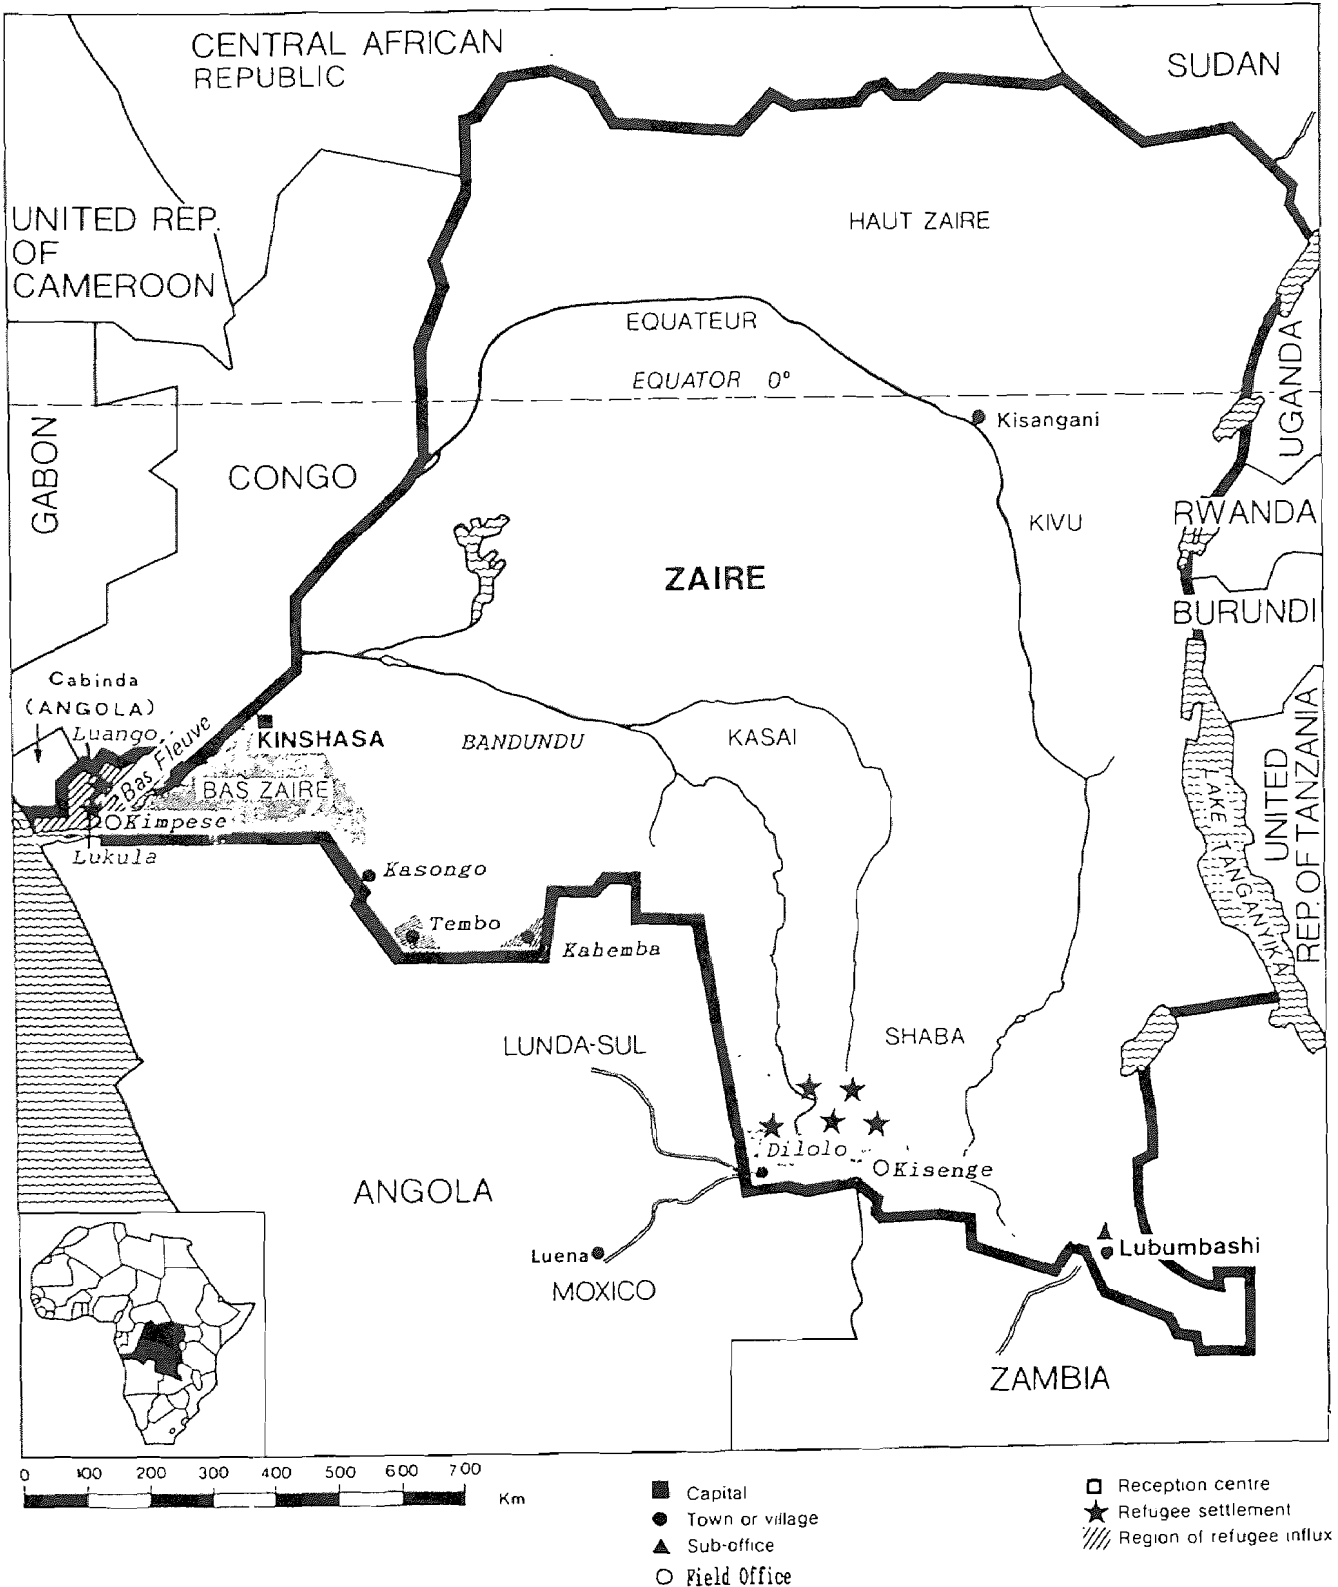 CENTRAL AFRICAN
REPUBLIC
SUDAN
UNITED REP.
OF
CAMEROON
HAUT ZAIRE
EQUATEUR
EQUATOR 0°
UGANDA
GABON
Kisangani
CONGO
KIVU
RWANDA
ZAIRE
BURUNDI
Cabinda
(ANGOLA)
Luango
Bas Fleuve
KINSHASA
BANDUNDU
KASAI
BAS ZAIRE
Kimpese
Lukula
LAKE TANGANYIKA
UNITED
REP. OF TANZANIA
Kasongo
Tembo
Kahemba
LUNDA-SUL
SHABA
Dilolo
Kisenge
ANGOLA
Luena
Lubumbashi
MOXICO
ZAMBIA
0 100 200 300 400 500 600 700
Km
Capital
Town or village
Sub-office
Field Office
Reception centre
Refugee settlement
Region of refugee influx